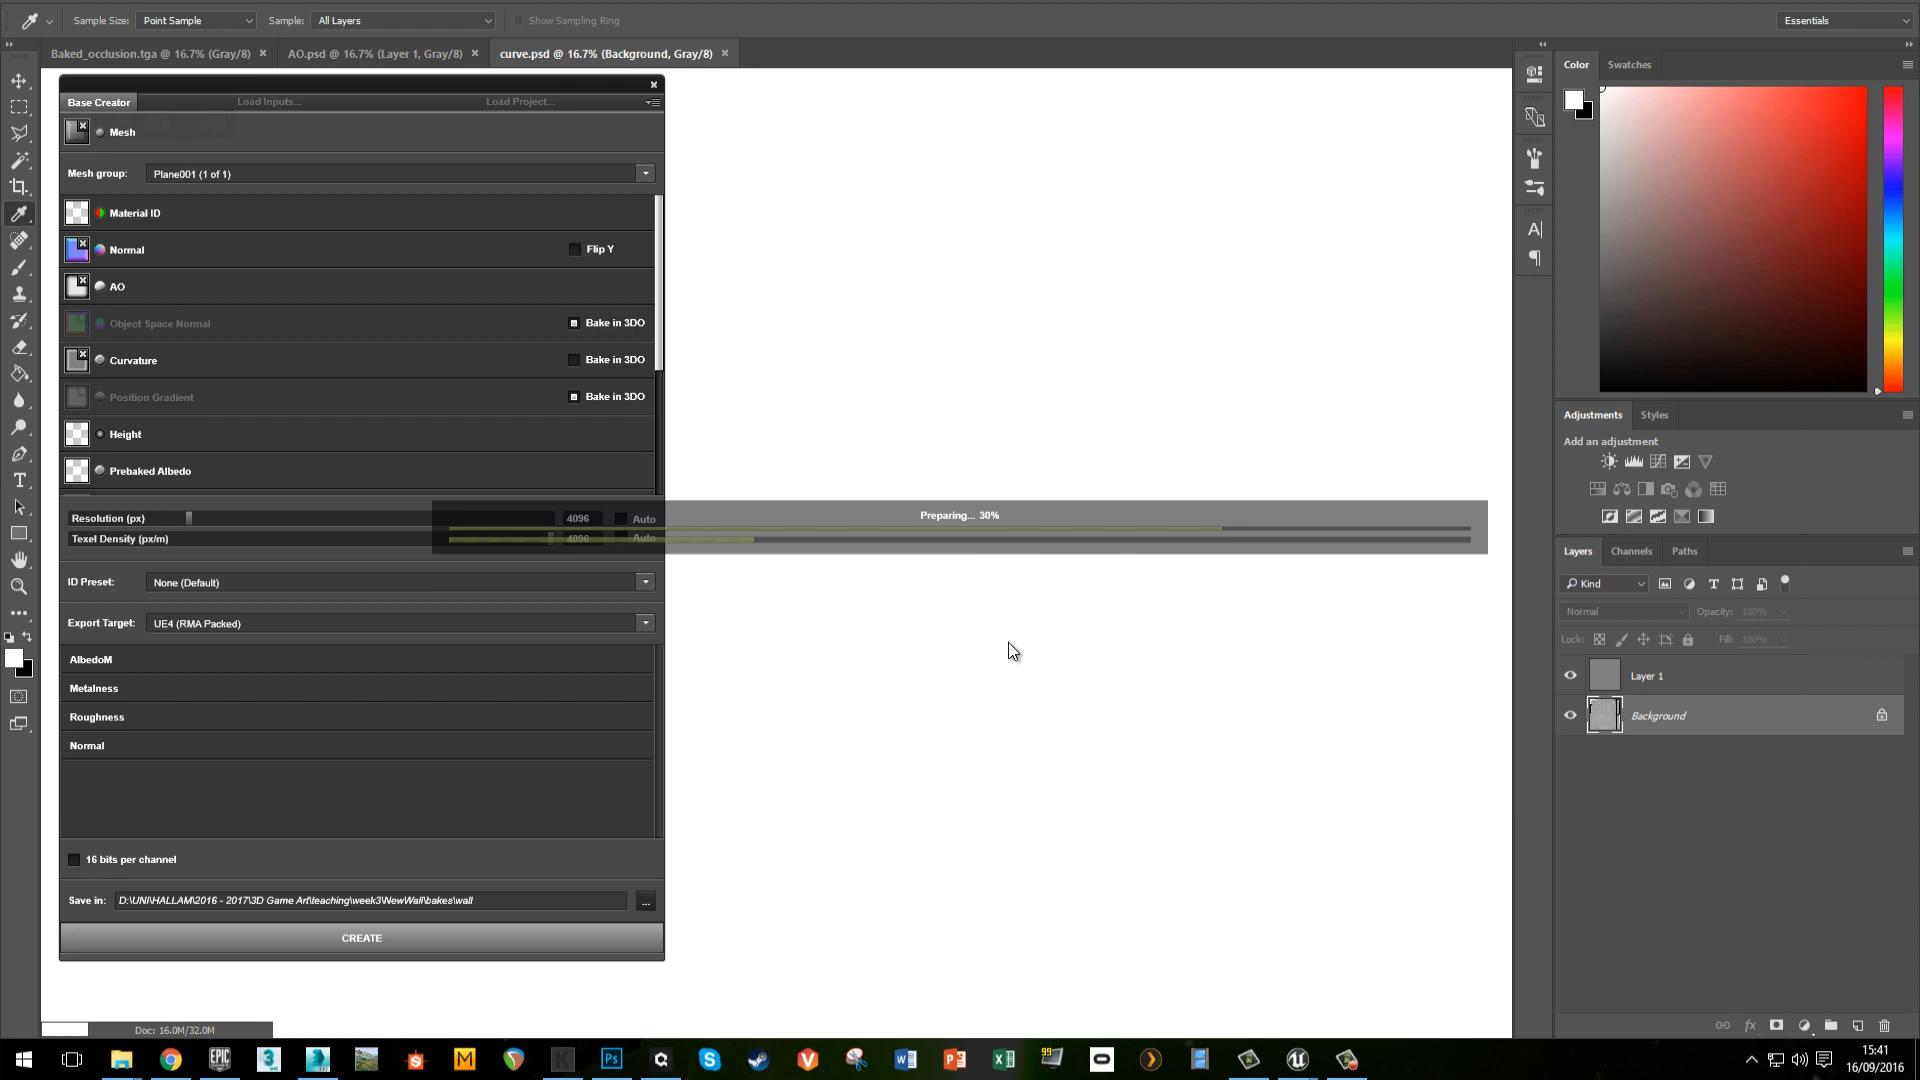 Sample Size: Point Sample Sample: All Layers Show Sampling Ring Essentials
Baked_occlusion.tga @ 16.7% (Gray/8) × AO.psd @ 16.7% (Layer 1, Gray/8) × curve.psd @ 16.7% (Background, Gray/8) ×
Base Creator Load Inputs... Load Project...
Mesh
Mesh group: Plane001 (1 of 1)
Material ID
Normal Flip Y
AO
Object Space Normal Bake in 3DO
Curvature Bake in 3DO
Position Gradient Bake in 3DO
Height
Prebaked Albedo
Resolution (px) 4096 Auto
Texel Density (px/m) 4096 Auto
Preparing... 30%
ID Preset: None (Default)
Export Target: UE4 (RMA Packed)
AlbedoM
Metalness
Roughness
Normal
16 bits per channel
Save in: D:\UNI\HALLAM\2016 - 2017\3D Game Art\teaching\week3\NewWall\bakes\wall ...
CREATE
Doc: 16.0M/32.0M
Color Swatches
Adjustments Styles
Add an adjustment
Layers Channels Paths
Kind
Normal Opacity: 100%
Lock: Fill: 100%
Layer 1
Background
15:41
16/09/2016